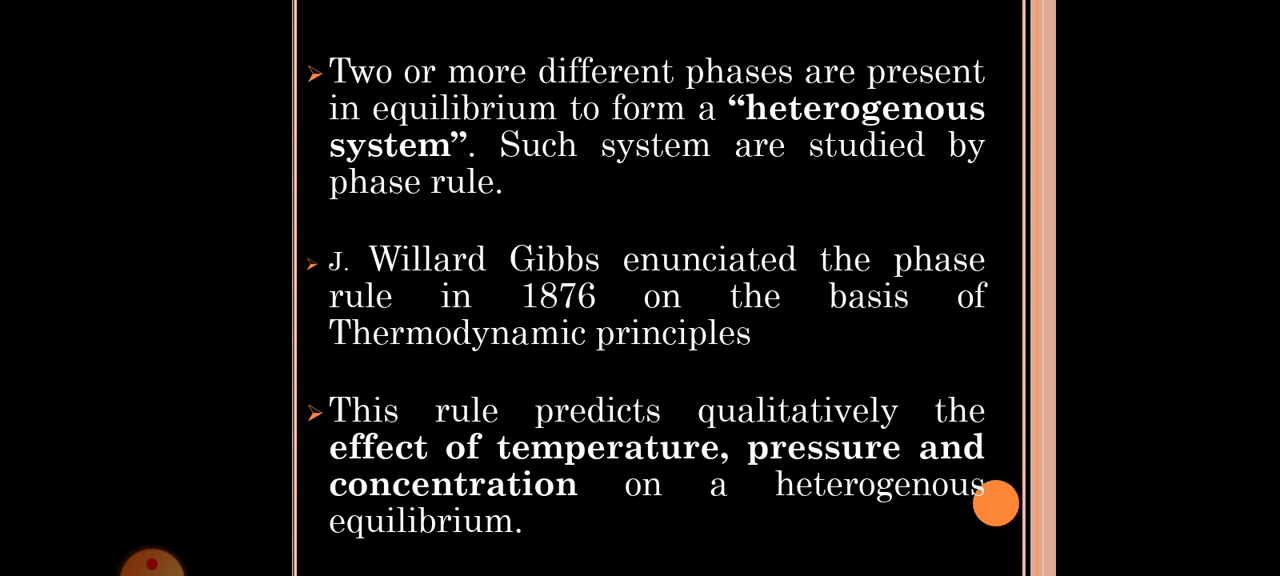 Two or more different phases are present
in equilibrium to form a “heterogenous
system”. Such system are studied by
phase rule.
J. Willard Gibbs enunciated the phase
rule in 1876 on the basis of
Thermodynamic principles
This rule predicts qualitatively the
effect of temperature, pressure and
concentration on a heterogenous
equilibrium.